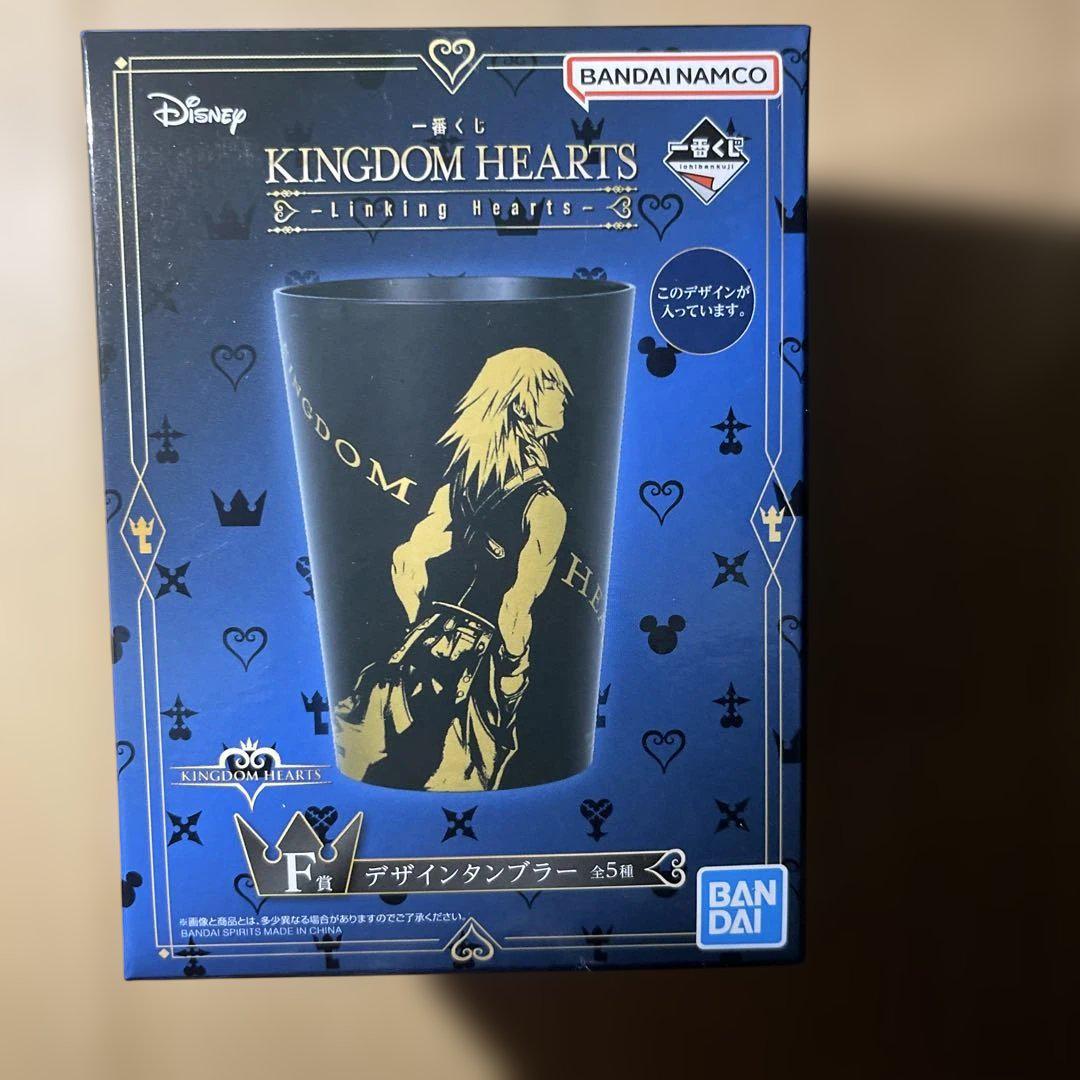 Disney
BANDAI NAMCO
一番くじ
KINGDOM HEARTS
-Linking Hearts-
一番くじ
ichibankuji
このデザインが
入っています。
INGDOM
HE
KINGDOM HEARTS
F賞 デザインタンブラー 全5種
※画像と商品とは、多少異なる場合がありますのでご了承ください。
BANDAI SPIRITS MADE IN CHINA
BAN
DAI